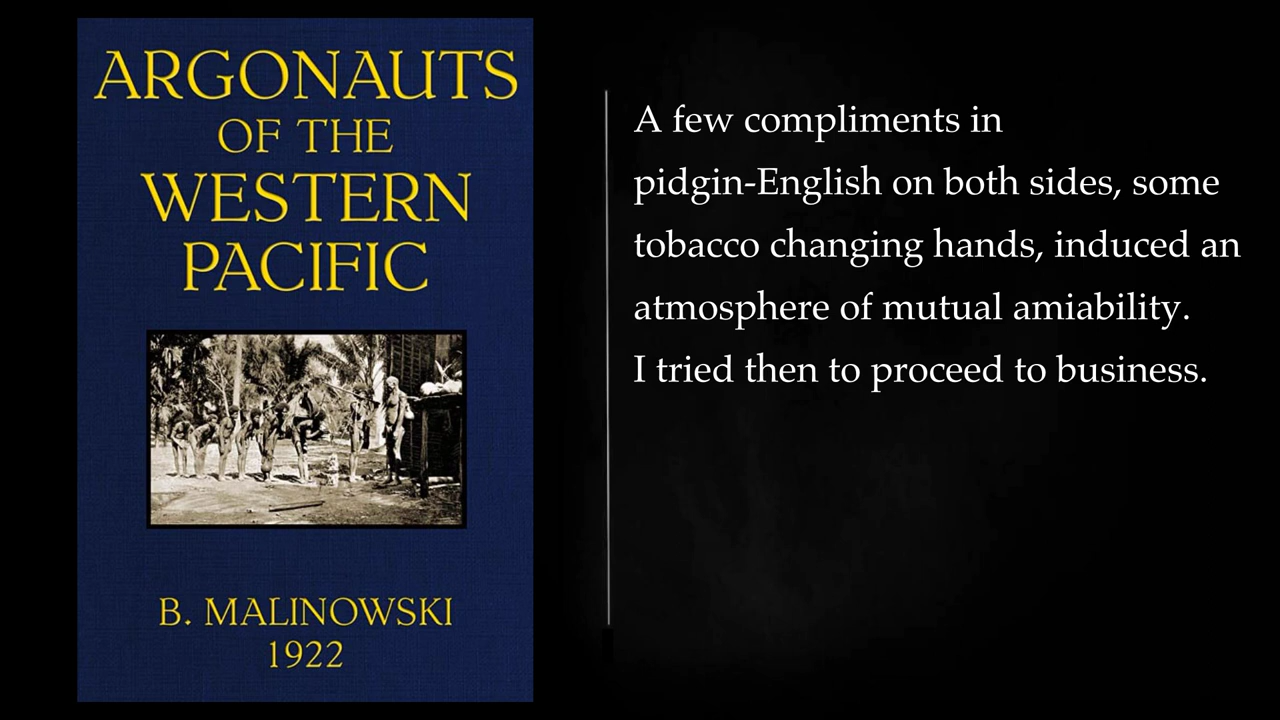 ARGONAUTS
OF THE
WESTERN
PACIFIC
B. MALINOWSKI
1922
A few compliments in
pidgin-English on both sides, some
tobacco changing hands, induced an
atmosphere of mutual amiability.
I tried then to proceed to business.